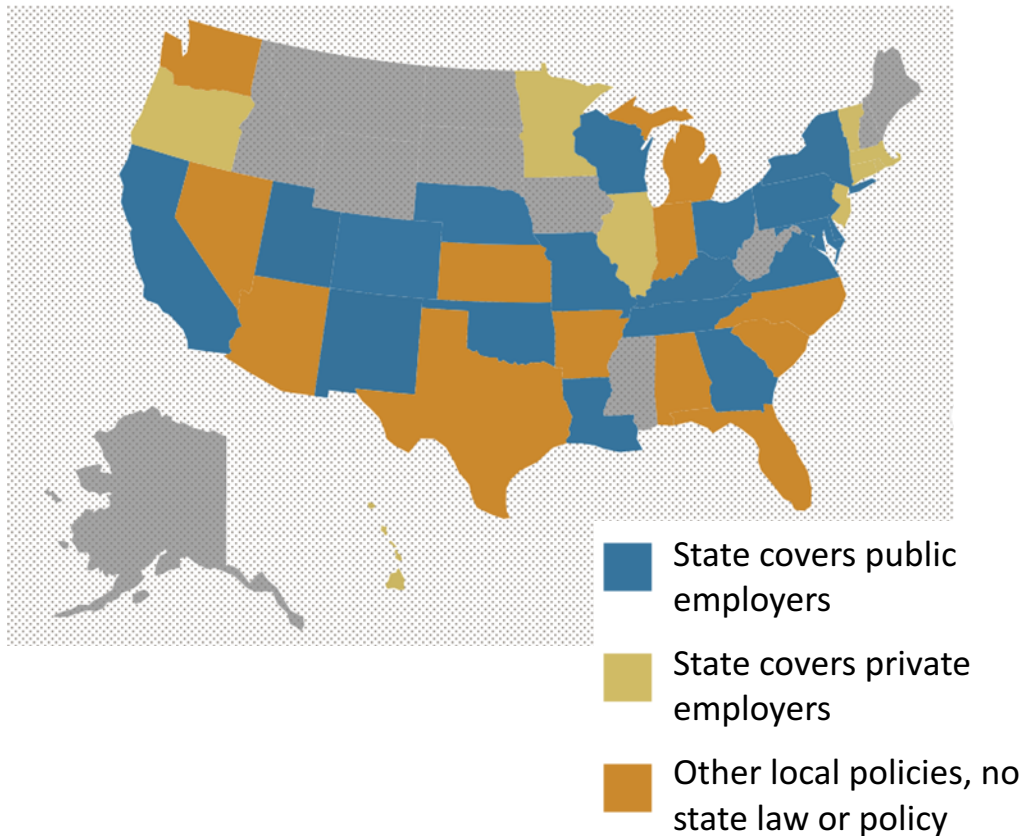 State covers public
employers
State covers private
employers
Other local policies, no
state law or policy